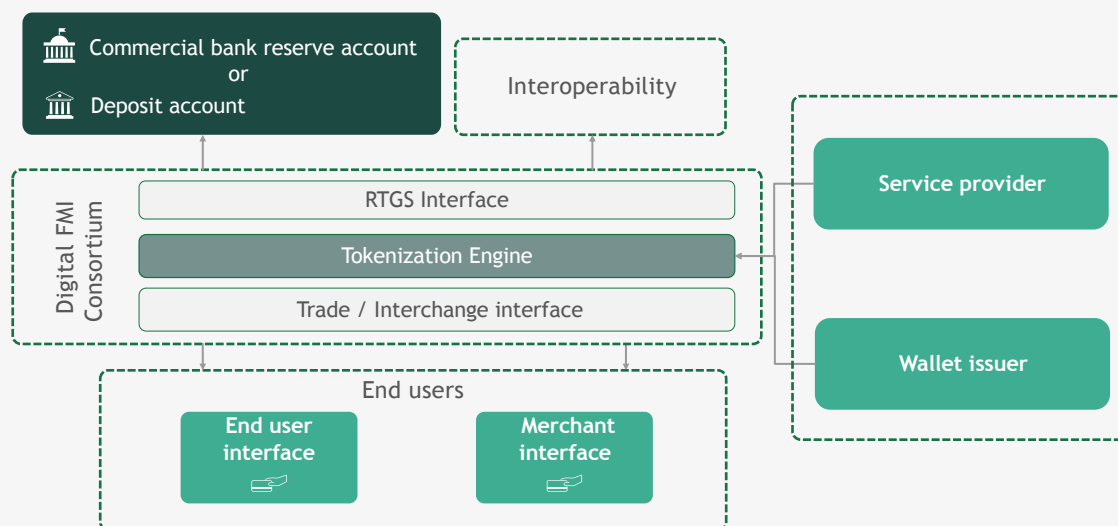 Commercial bank reserve account
or
Deposit account
Interoperability
Service provider
Digital FMI
Consortium
RTGS Interface
Tokenization Engine
Trade / Interchange interface
Wallet issuer
End users
End user
interface
Merchant
interface